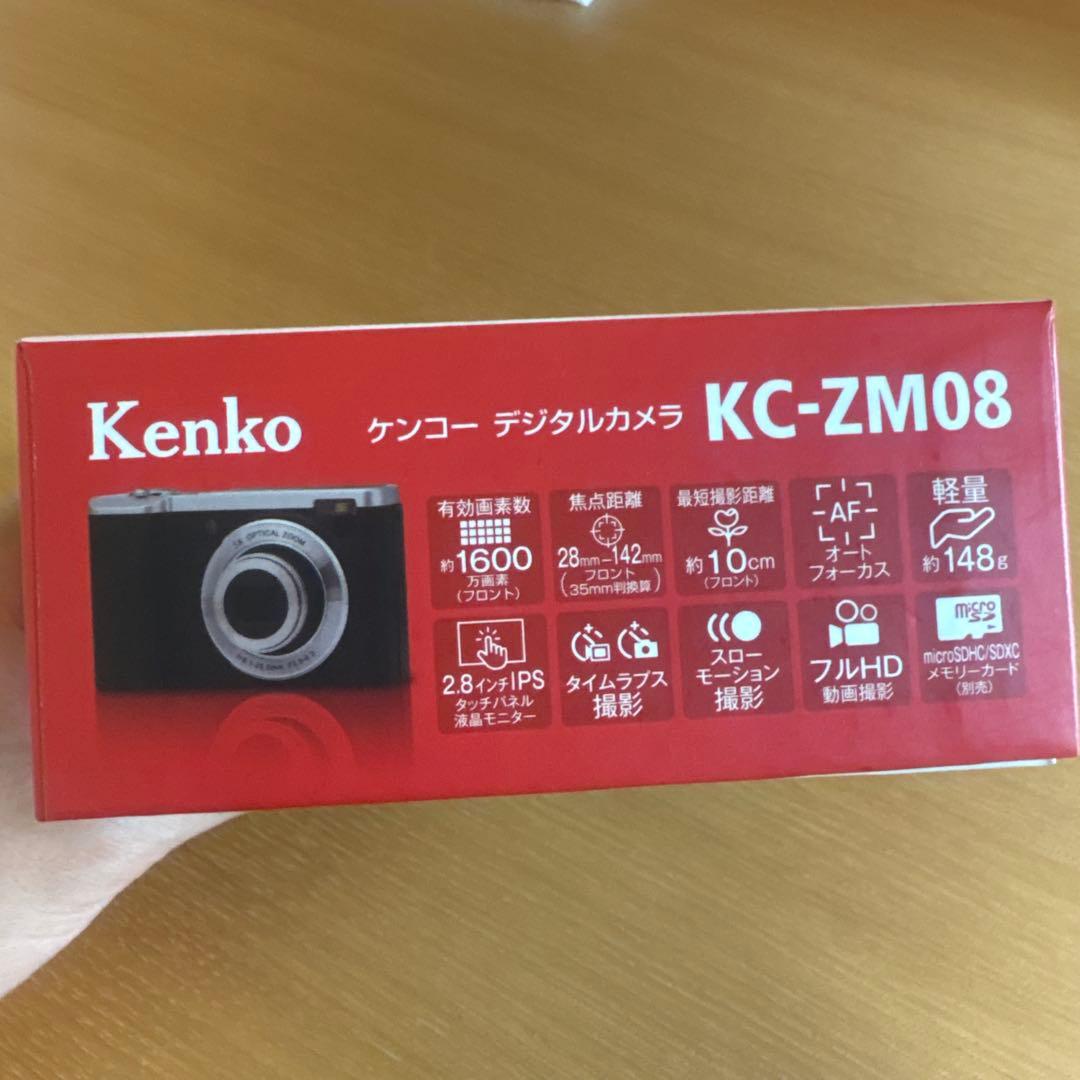 Kenko
ケンコー デジタルカメラ KC-ZM08
5X OPTICAL ZOOM
有効画素数
約1600
万画素
(フロント)
焦点距離
28mm-142mm
フロント
(35mm判換算)
最短撮影距離
約10cm
(フロント)
AF
オート
フォーカス
軽量
約148g
2.8インチIPS
タッチパネル
液晶モニター
タイムラプス
撮影
スロー
モーション
撮影
フルHD
動画撮影
micro
SD
microSDHC/SDXC
メモリーカード
(別売)